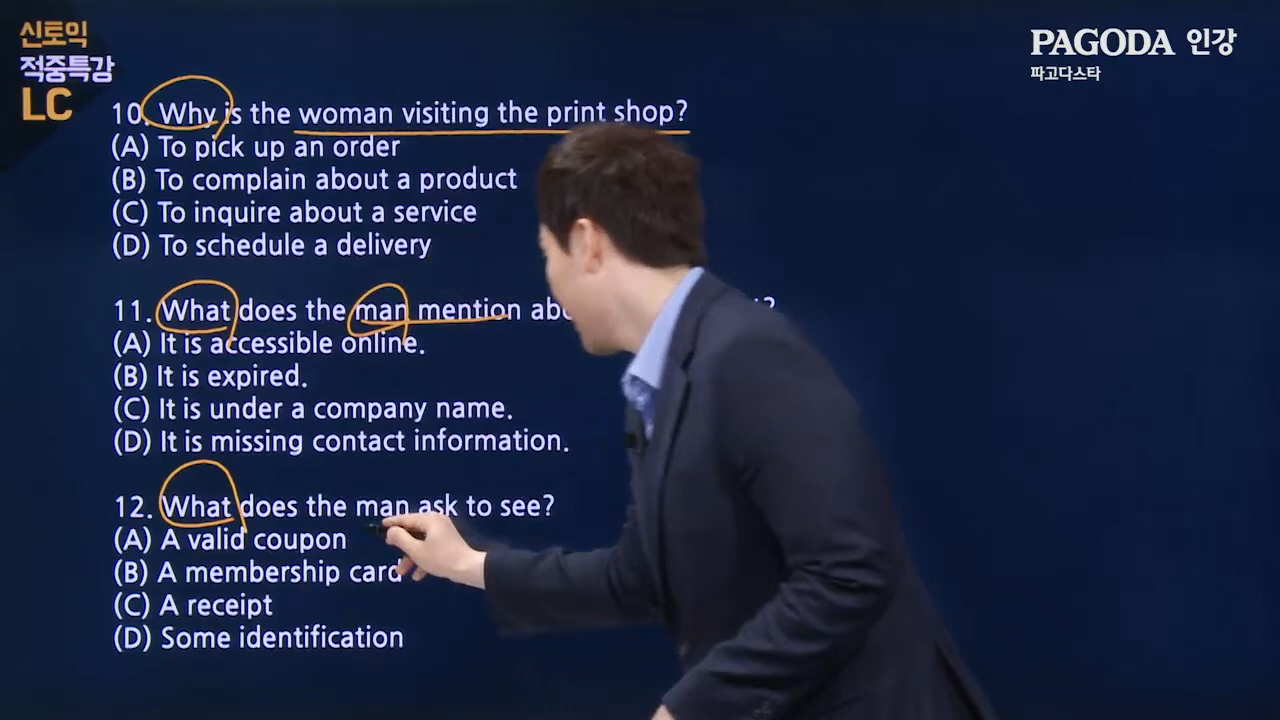 신토익
적중특강
LC
PAGODA 인강
파고다스타
10. Why is the woman visiting the print shop?
(A) To pick up an order
(B) To complain about a product
(C) To inquire about a service
(D) To schedule a delivery
11. What does the man mention
(A) It is accessible online.
(B) It is expired.
(C) It is under a company name.
(D) It is missing contact information.
12. What does the man ask to see?
(A) A valid coupon
(B) A membership card
(C) A receipt
(D) Some identification